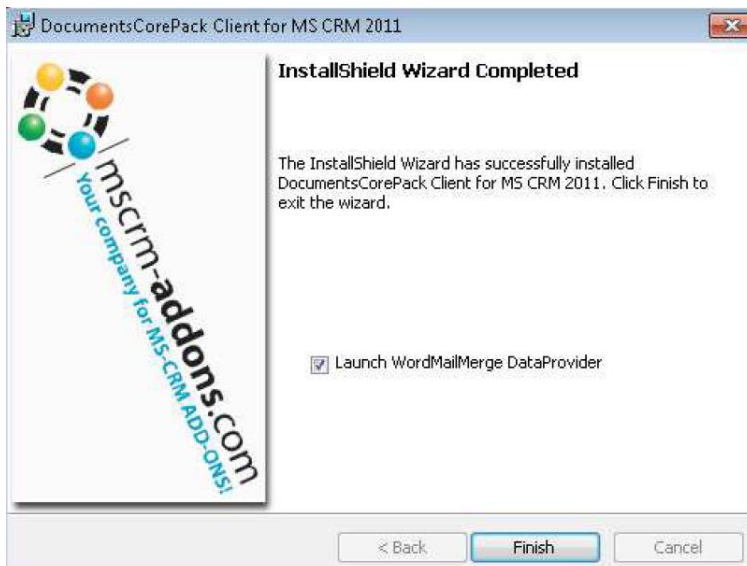 DocumentsCorePack Client for MS CRM 2011
InstallShield Wizard Completed
The InstallShield Wizard has successfully installed
DocumentsCorePack Client for MS CRM 2011. Click Finish to
exit the wizard.
mscrm-addons.com
Your company for MS-CRM ADD-ONS!
Launch WordMailMerge DataProvider
< Back
Finish
Cancel